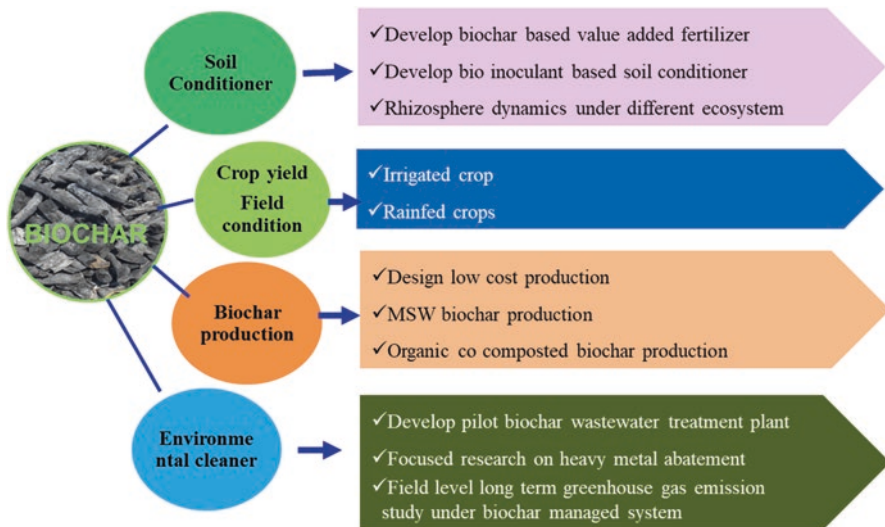 BIOCHAR
Soil
Conditioner
✓Develop biochar based value added fertilizer
✓Develop bio inoculant based soil conditioner
✓Rhizosphere dynamics under different ecosystem
Crop yield
Field
condition
✓Irrigated crop
✓Rainfed crops
Biochar
production
✓Design low cost production
✓MSW biochar production
✓Organic co composted biochar production
Environme
ntal cleaner
✓Develop pilot biochar wastewater treatment plant
✓Focused research on heavy metal abatement
✓Field level long term greenhouse gas emission
study under biochar managed system